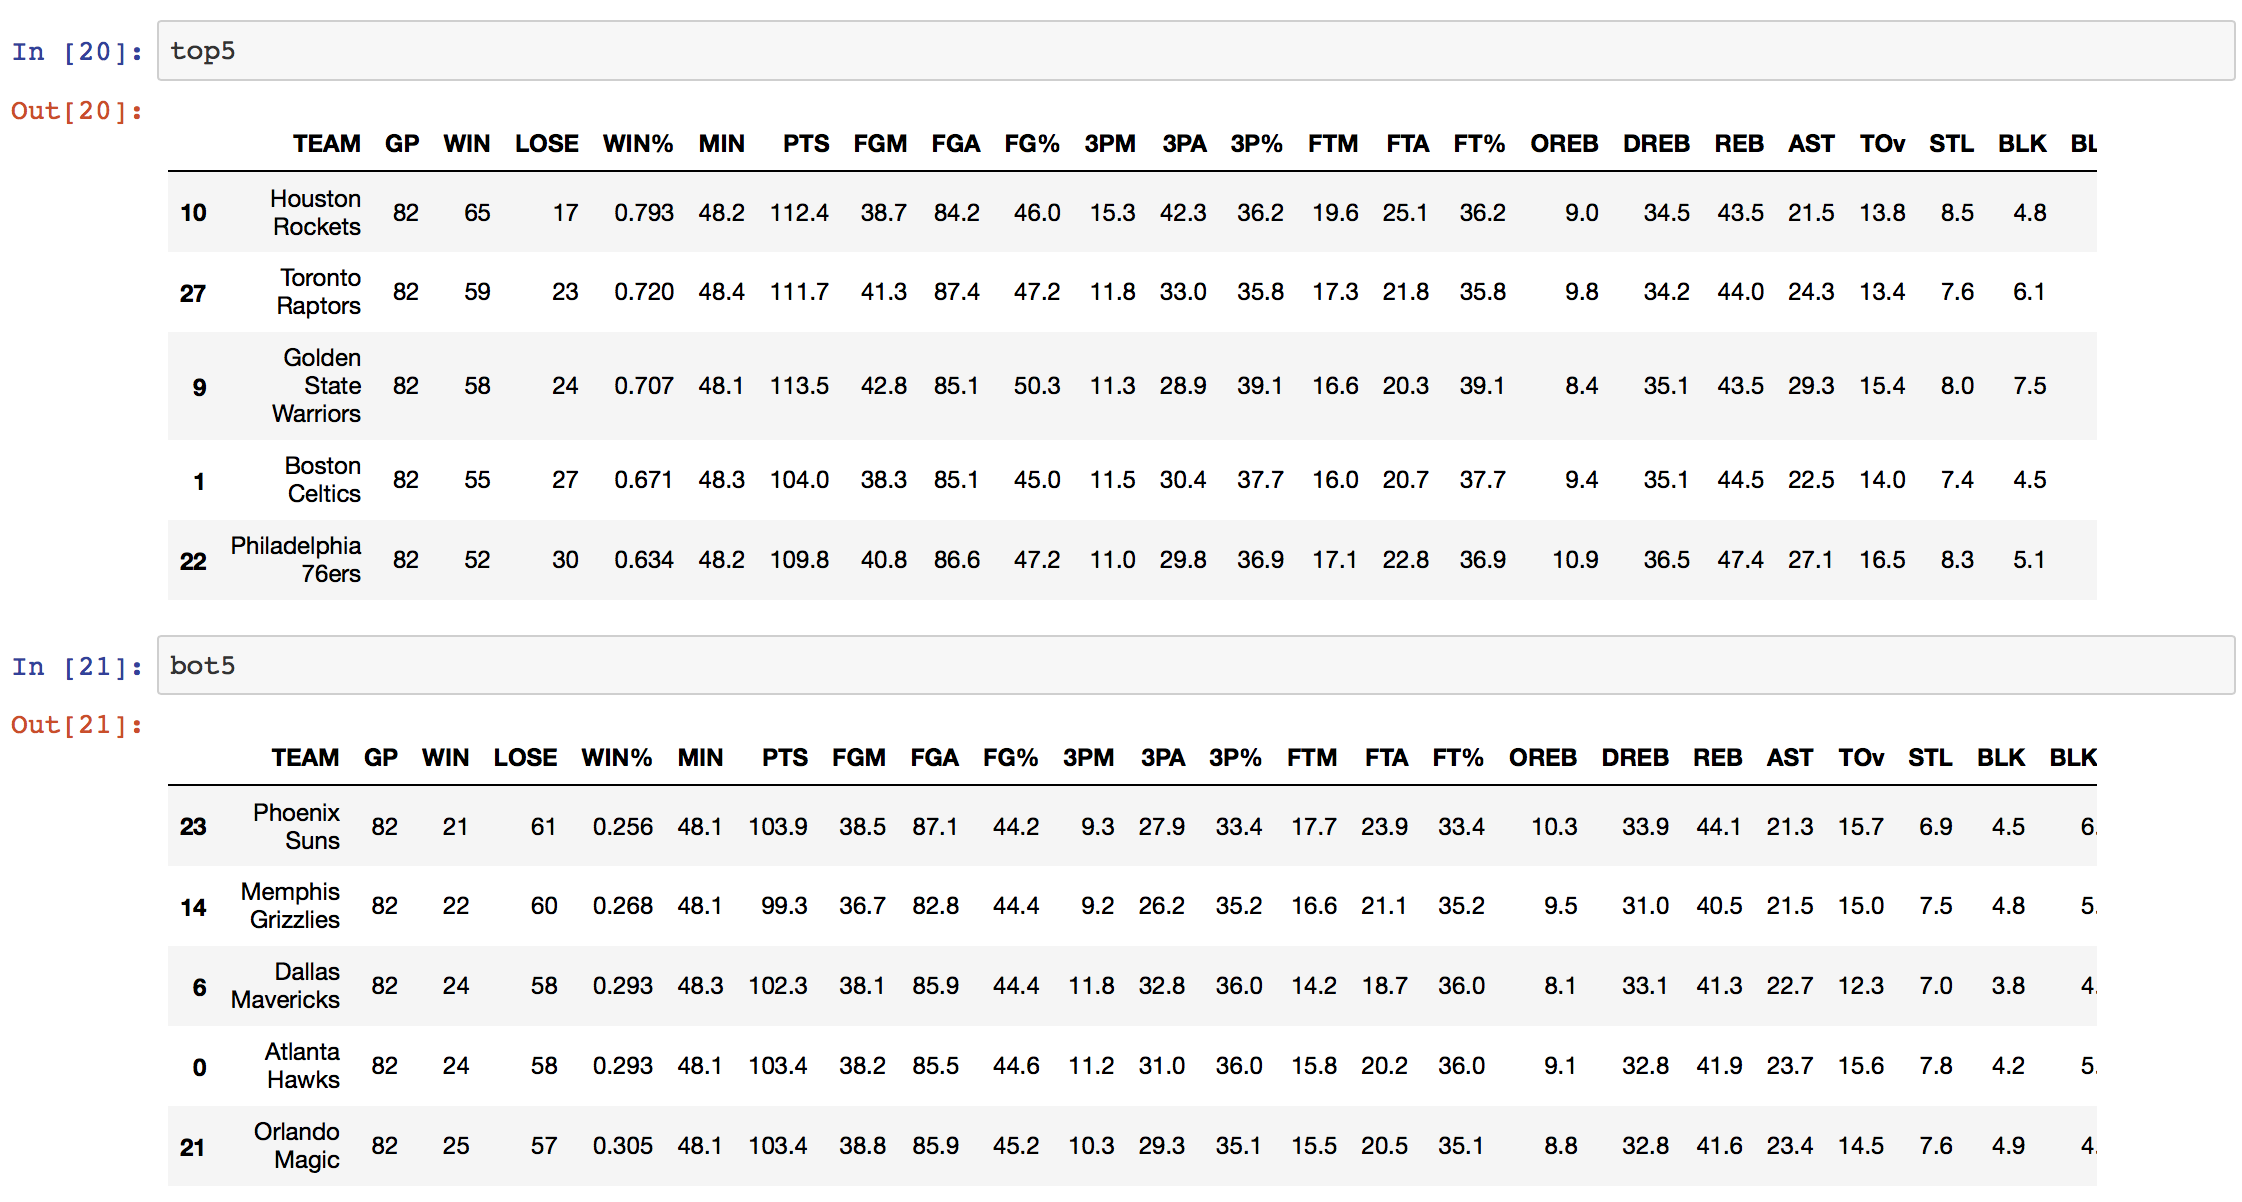 In [20]: top5
Out[20]:
TEAM GP WIN LOSE WIN% MIN PTS FGM FGA FG% 3PM 3PA 3P% FTM FTA FT% OREB DREB REB AST TOv STL BLK BL
10 Houston Rockets 82 65 17 0.793 48.2 112.4 38.7 84.2 46.0 15.3 42.3 36.2 19.6 25.1 36.2 9.0 34.5 43.5 21.5 13.8 8.5 4.8
27 Toronto Raptors 82 59 23 0.720 48.4 111.7 41.3 87.4 47.2 11.8 33.0 35.8 17.3 21.8 35.8 9.8 34.2 44.0 24.3 13.4 7.6 6.1
9 Golden State Warriors 82 58 24 0.707 48.1 113.5 42.8 85.1 50.3 11.3 28.9 39.1 16.6 20.3 39.1 8.4 35.1 43.5 29.3 15.4 8.0 7.5
1 Boston Celtics 82 55 27 0.671 48.3 104.0 38.3 85.1 45.0 11.5 30.4 37.7 16.0 20.7 37.7 9.4 35.1 44.5 22.5 14.0 7.4 4.5
22 Philadelphia 76ers 82 52 30 0.634 48.2 109.8 40.8 86.6 47.2 11.0 29.8 36.9 17.1 22.8 36.9 10.9 36.5 47.4 27.1 16.5 8.3 5.1
In [21]: bot5
Out[21]:
TEAM GP WIN LOSE WIN% MIN PTS FGM FGA FG% 3PM 3PA 3P% FTM FTA FT% OREB DREB REB AST TOv STL BLK BLK
23 Phoenix Suns 82 21 61 0.256 48.1 103.9 38.5 87.1 44.2 9.3 27.9 33.4 17.7 23.9 33.4 10.3 33.9 44.1 21.3 15.7 6.9 4.5 6.
14 Memphis Grizzlies 82 22 60 0.268 48.1 99.3 36.7 82.8 44.4 9.2 26.2 35.2 16.6 21.1 35.2 9.5 31.0 40.5 21.5 15.0 7.5 4.8 5.
6 Dallas Mavericks 82 24 58 0.293 48.3 102.3 38.1 85.9 44.4 11.8 32.8 36.0 14.2 18.7 36.0 8.1 33.1 41.3 22.7 12.3 7.0 3.8 4.
0 Atlanta Hawks 82 24 58 0.293 48.1 103.4 38.2 85.5 44.6 11.2 31.0 36.0 15.8 20.2 36.0 9.1 32.8 41.9 23.7 15.6 7.8 4.2 5.
21 Orlando Magic 82 25 57 0.305 48.1 103.4 38.8 85.9 45.2 10.3 29.3 35.1 15.5 20.5 35.1 8.8 32.8 41.6 23.4 14.5 7.6 4.9 4.